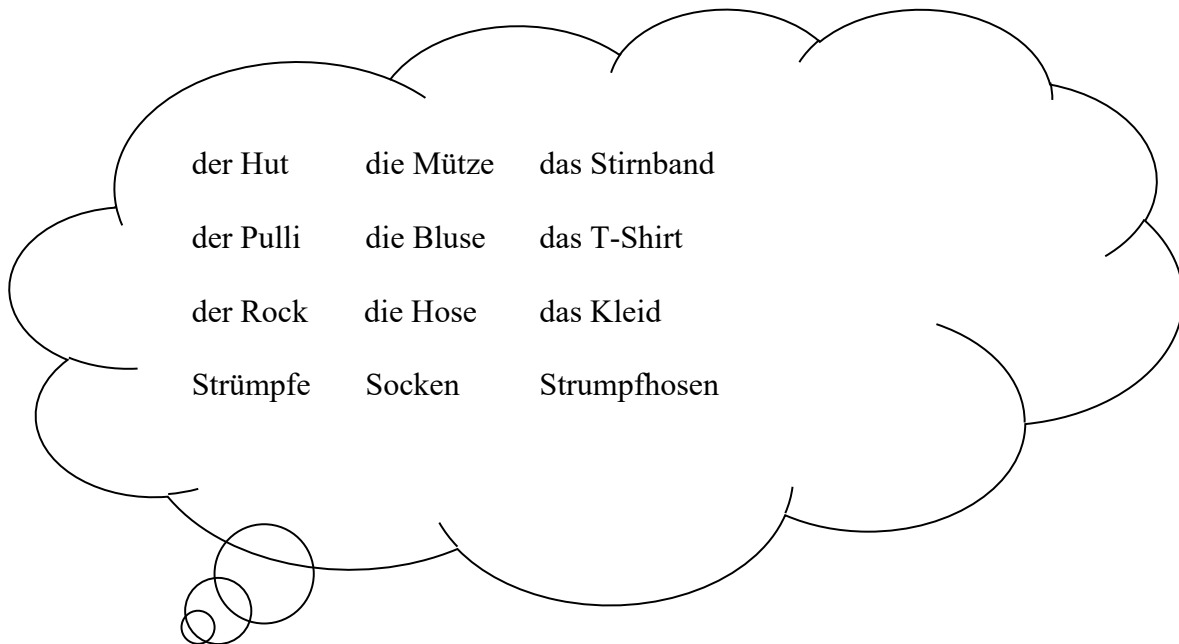 der Hut die Mütze das Stirnband
der Pulli die Bluse das T-Shirt
der Rock die Hose das Kleid
Strümpfe Socken Strumpfhosen